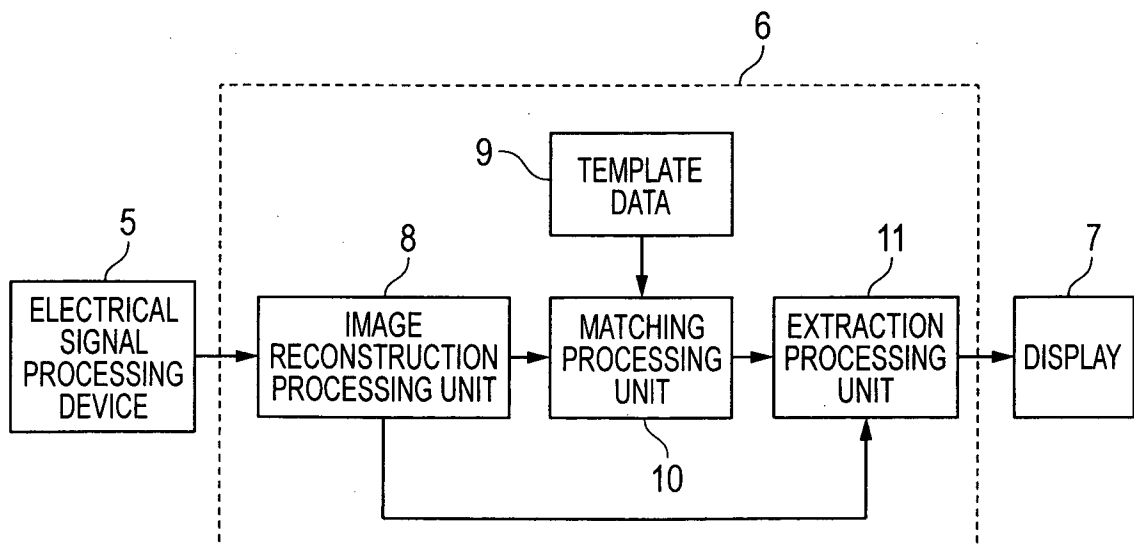 6
9
TEMPLATE
DATA
5
8
11
7
ELECTRICAL
SIGNAL
PROCESSING
DEVICE
IMAGE
RECONSTRUCTION
PROCESSING UNIT
MATCHING
PROCESSING
UNIT
EXTRACTION
PROCESSING
UNIT
DISPLAY
10